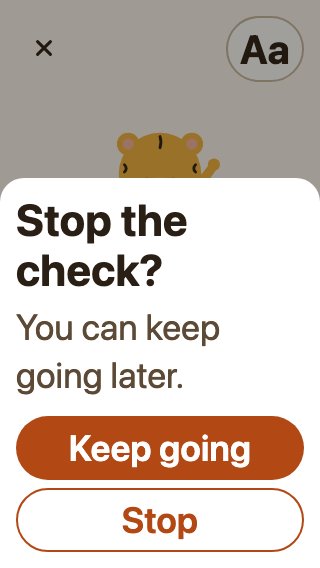 Aa
Stop the
check?
You can keep
going later.
Keep going
Stop